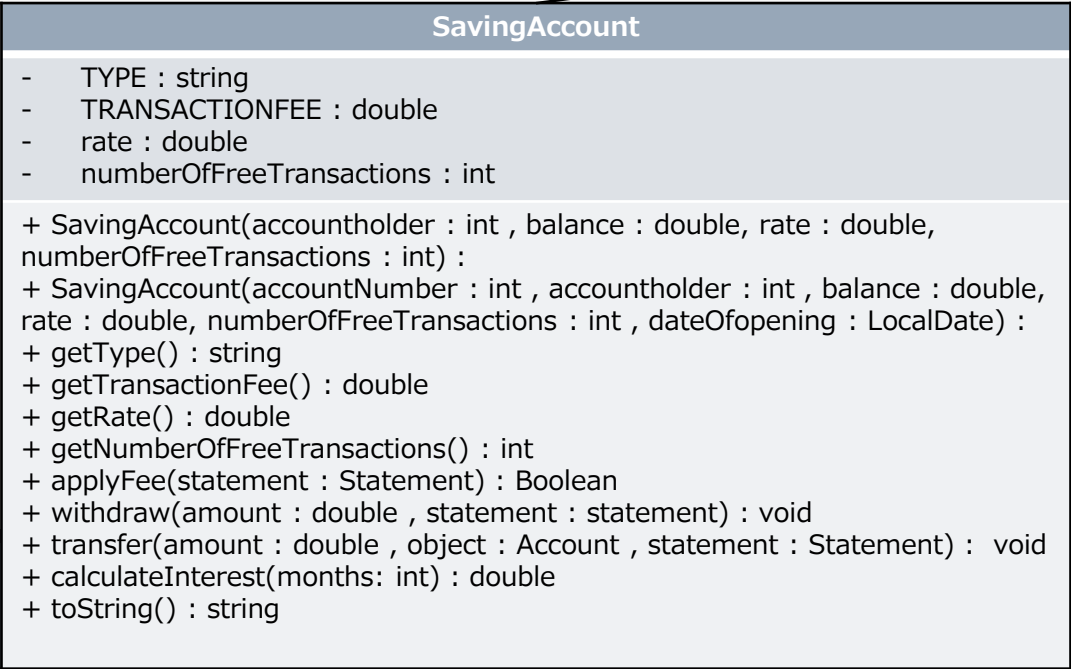 SavingAccount
- TYPE : string
- TRANSACTIONFEE : double
- rate : double
- numberOfFreeTransactions : int
+ SavingAccount(accountholder : int , balance : double, rate : double,
numberOfFreeTransactions : int) :
+ SavingAccount(accountNumber : int , accountholder : int , balance : double,
rate : double, numberOfFreeTransactions : int , dateOfopening : LocalDate) :
+ getType() : string
+ getTransactionFee() : double
+ getRate() : double
+ getNumberOfFreeTransactions() : int
+ applyFee(statement : Statement) : Boolean
+ withdraw(amount : double , statement : statement) : void
+ transfer(amount : double , object : Account , statement : Statement) : void
+ calculateInterest(months: int) : double
+ toString() : string